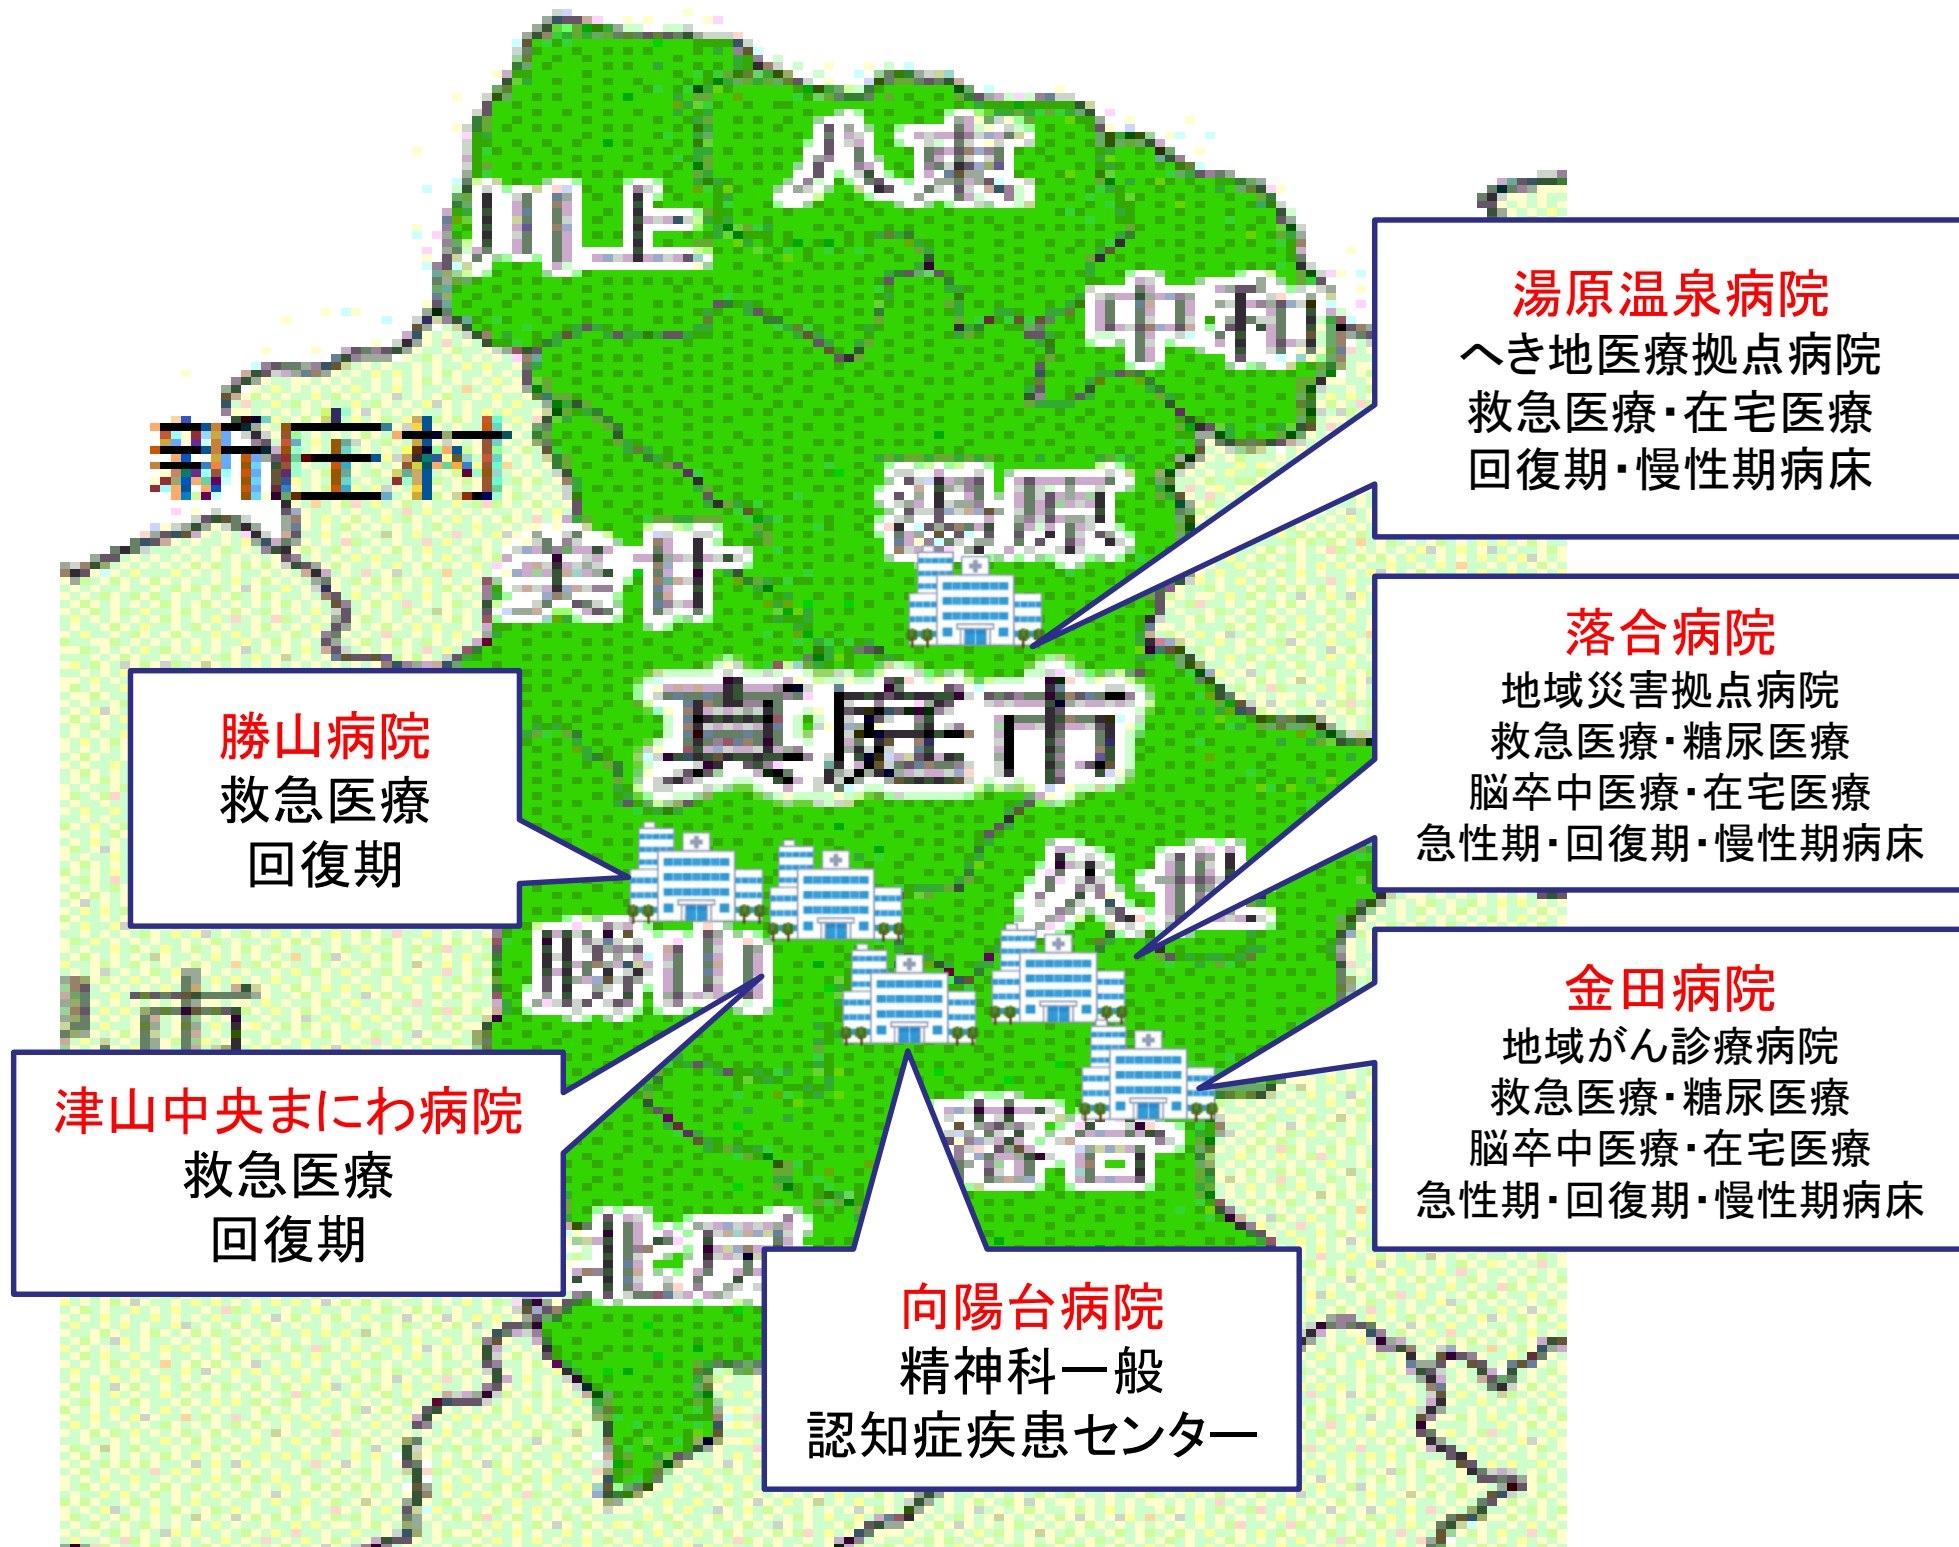 八束
川上
中和
新庄村
湯原
美甘
真庭市
久世
勝山
市
落合
北房
湯原温泉病院
へき地医療拠点病院
救急医療・在宅医療
回復期・慢性期病床
落合病院
地域災害拠点病院
救急医療・糖尿医療
脳卒中医療・在宅医療
急性期・回復期・慢性期病床
金田病院
地域がん診療病院
救急医療・糖尿医療
脳卒中医療・在宅医療
急性期・回復期・慢性期病床
勝山病院
救急医療
回復期
津山中央まにわ病院
救急医療
回復期
向陽台病院
精神科一般
認知症疾患センター